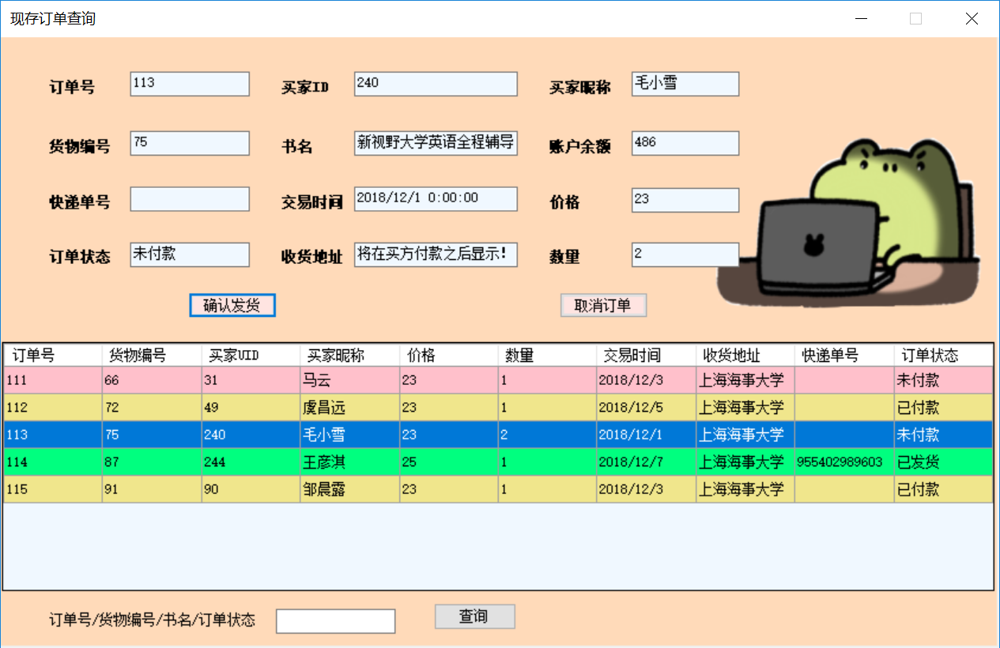 现存订单查询
订单号 113 买家ID 240 买家昵称 毛小雪
货物编号 75 书名 新视野大学英语全程辅导 账户余额 486
快递单号 交易时间 2018/12/1 0:00:00 价格 23
订单状态 未付款 收货地址 将在买方付款之后显示! 数量 2
确认发货 取消订单
订单号 货物编号 买家UID 买家昵称 价格 数量 交易时间 收货地址 快递单号 订单状态
111 66 31 马云 23 1 2018/12/3 上海海事大学 未付款
112 72 49 虞昌远 23 1 2018/12/5 上海海事大学 已付款
113 75 240 毛小雪 23 2 2018/12/1 上海海事大学 未付款
114 87 244 王彦淇 25 1 2018/12/7 上海海事大学 955402989603 已发货
115 91 90 邹晨露 23 1 2018/12/3 上海海事大学 已付款
订单号/货物编号/书名/订单状态 查询